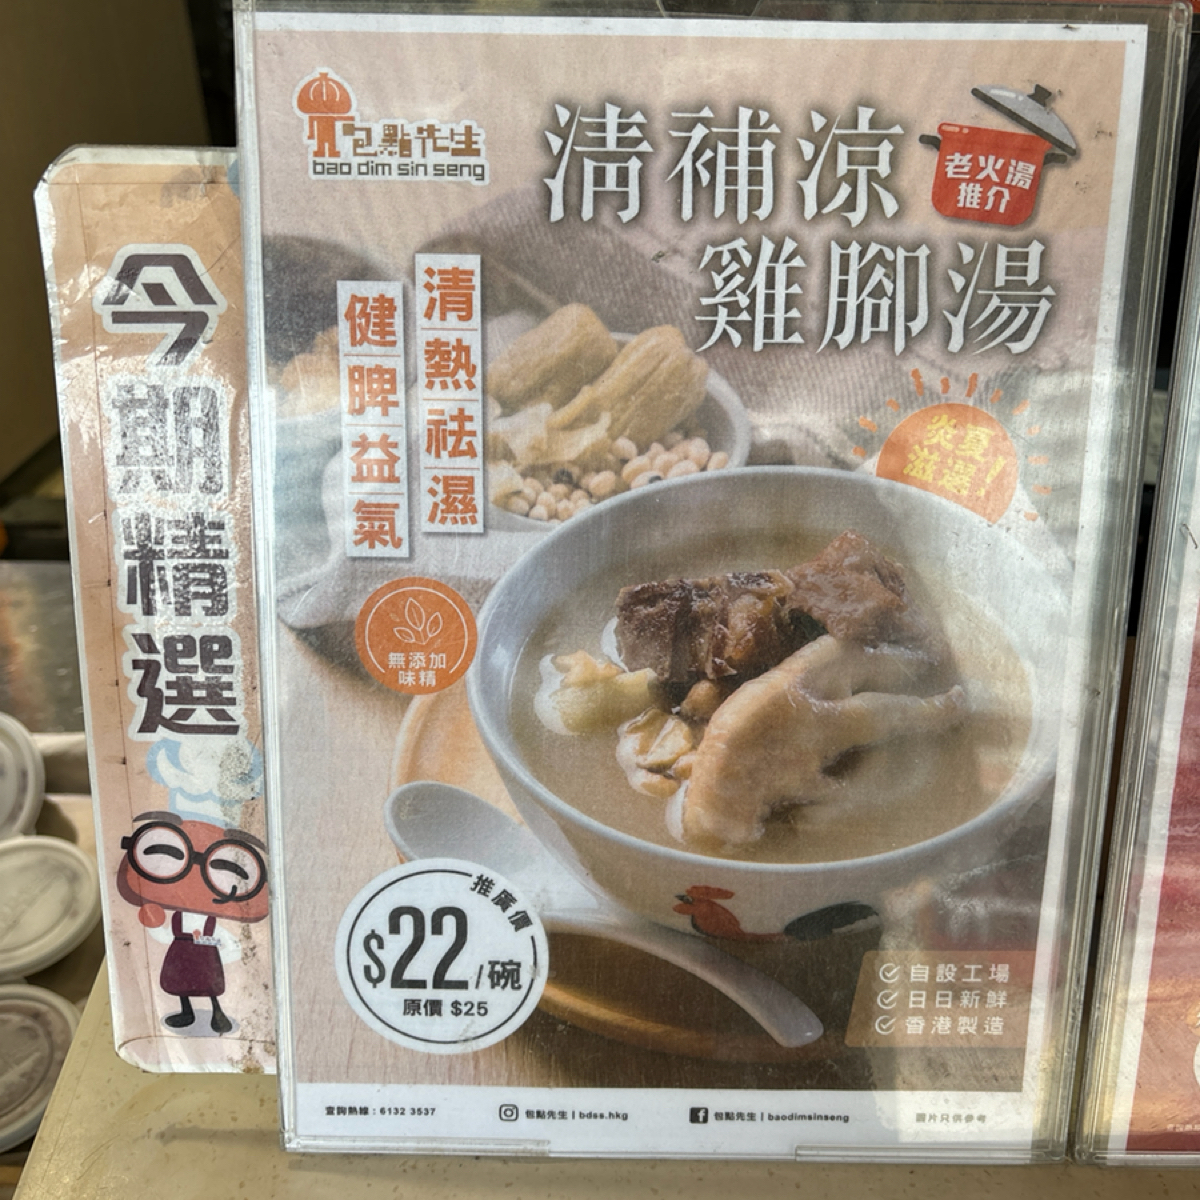 今期精選
包點先生
bao dim sin seng
清補涼
雞腳湯
老火湯
推介
清熱祛濕
健脾益氣
炎夏
滋選!
無添加
味精
推廣價
$22/碗
原價 $25
自設工場
日日新鮮
香港製造
查詢熱線：6132 3537
包點先生 | bdss.hkg
包點先生 | baodimsinseng
圖片只供參考